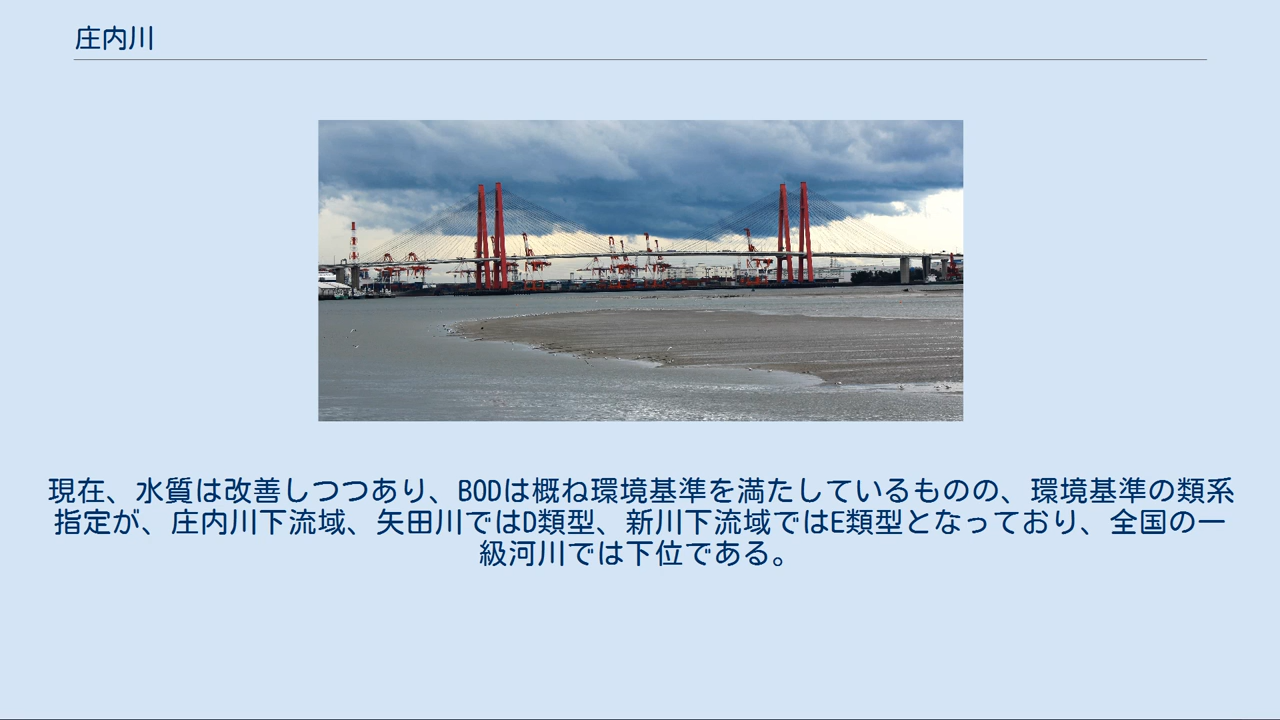 庄内川
現在、水質は改善しつつあり、BODは概ね環境基準を満たしているものの、環境基準の類系
指定が、庄内川下流域、矢田川ではD類型、新川下流域ではE類型となっており、全国の一
級河川では下位である。